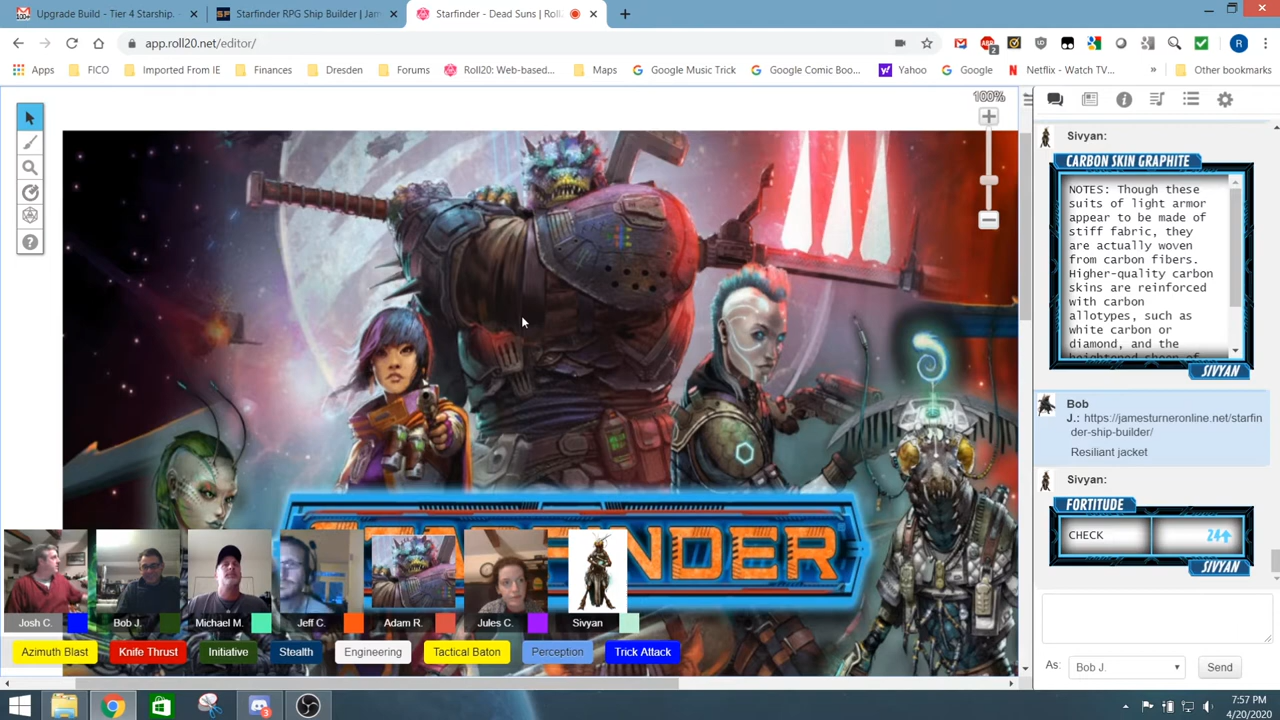 Upgrade Build - Tier 4 Starship.
Starfinder RPG Ship Builder | Jam
Starfinder - Dead Suns | Roll
app.roll20.net/editor/
Apps
FICO
Imported From IE
Finances
Dresden
Forums
Roll20: Web-based...
Maps
Google Music Trick
Google Comic Boo...
Yahoo
Google
Netflix - Watch TV...
Other bookmarks
100%
Sivyan:
CARBON SKIN GRAPHITE
NOTES: Though these
suits of light armor
appear to be made of
stiff fabric, they
are actually woven
from carbon fibers.
Higher-quality carbon
skins are reinforced
with carbon
allotypes, such as
white carbon or
diamond, and the
heightened sheen of
SIVYAN
Bob
J.: https://jamesturneronline.net/starfin
der-ship-builder/
Resiliant jacket
Sivyan:
FORTITUDE
CHECK
24
SIVYAN
Josh C.
Bob J.
Michael M.
Jeff C.
Adam R.
Jules C.
Sivyan
Azimuth Blast
Knife Thrust
Initiative
Stealth
Engineering
Tactical Baton
Perception
Trick Attack
As:
Bob J.
Send
3
7:57 PM
4/20/2020